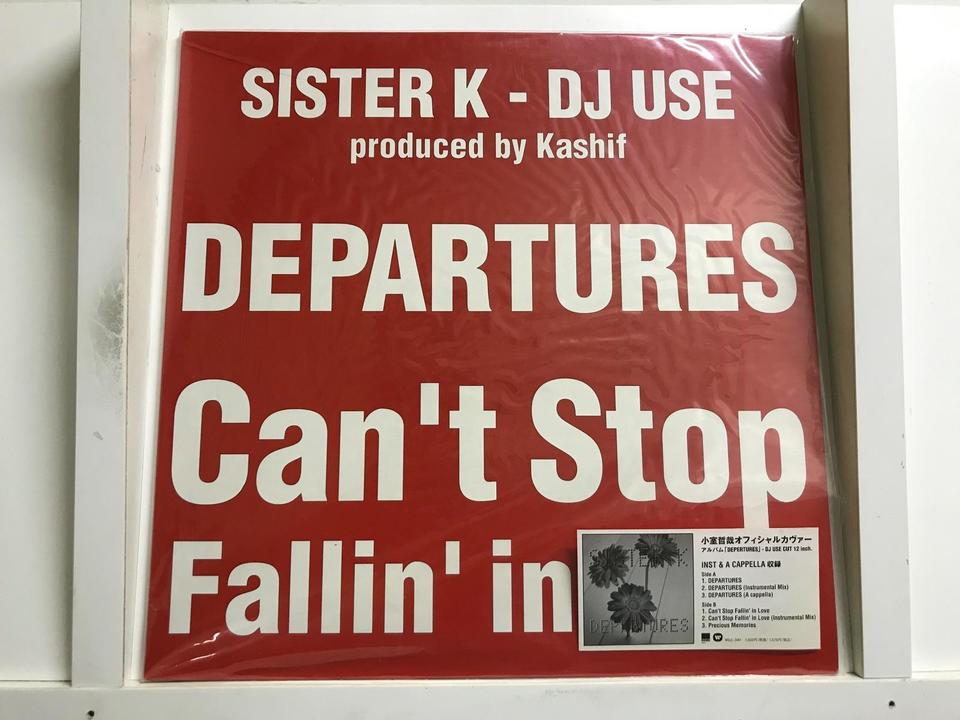 SISTER K - DJ USE
produced by Kashif
DEPARTURES
Can't Stop
Fallin' in
SISTER K
DEPARTURES
小室哲哉オフィシャルカヴァー
アルバム「DEPERTURES」- DJ USE CUT 12 inch.
INST & A CAPPELLA 収録
Side A
1. DEPARTURES
2. DEPARTURES (Instrumental Mix)
3. DEPARTURES (A cappella)
Side B
1. Can't Stop Fallin' in Love
2. Can't Stop Fallin' in Love (Instrumental Mix)
3. Precious Memories